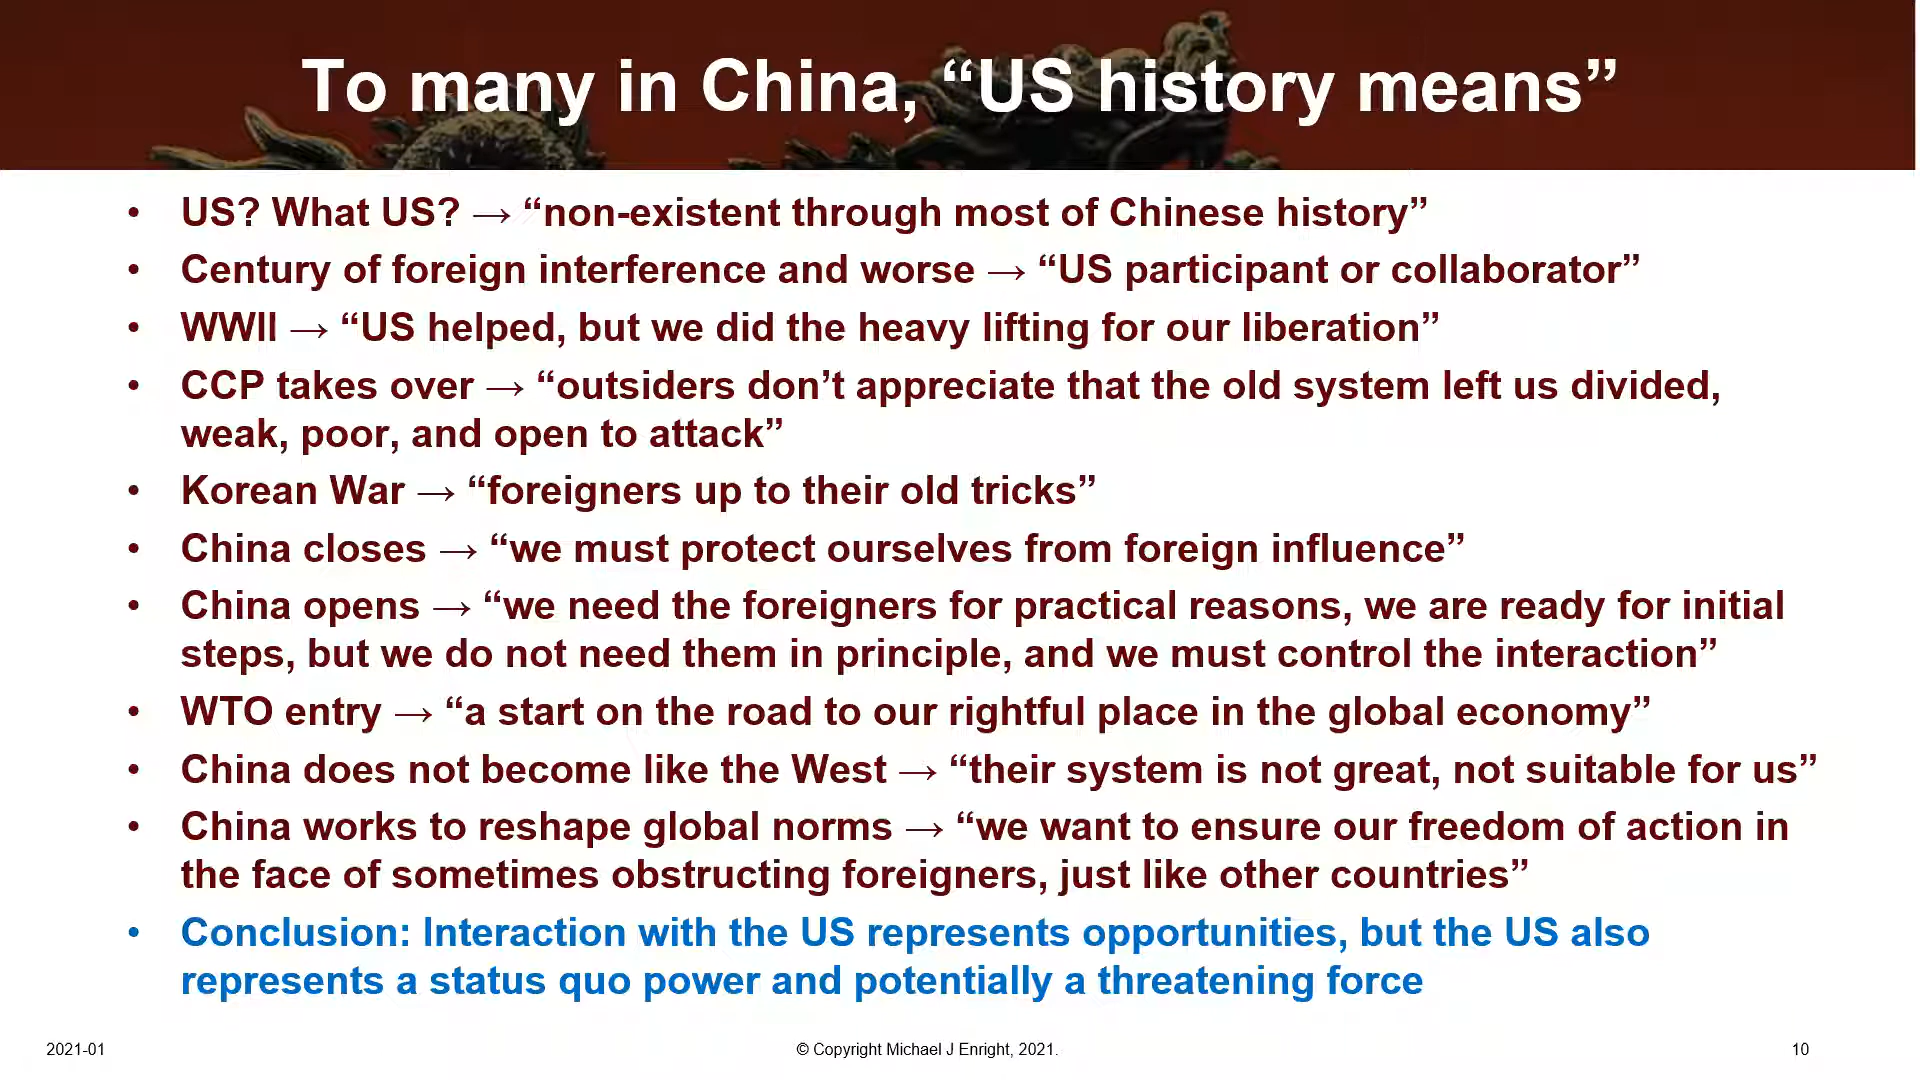 To many in China, “US history means”
• US? What US? → “non-existent through most of Chinese history”
• Century of foreign interference and worse → “US participant or collaborator”
• WWII → “US helped, but we did the heavy lifting for our liberation”
• CCP takes over → “outsiders don’t appreciate that the old system left us divided,
weak, poor, and open to attack”
• Korean War → “foreigners up to their old tricks”
• China closes → “we must protect ourselves from foreign influence”
• China opens → “we need the foreigners for practical reasons, we are ready for initial
steps, but we do not need them in principle, and we must control the interaction”
• WTO entry → “a start on the road to our rightful place in the global economy”
• China does not become like the West → “their system is not great, not suitable for us”
• China works to reshape global norms → “we want to ensure our freedom of action in
the face of sometimes obstructing foreigners, just like other countries”
• Conclusion: Interaction with the US represents opportunities, but the US also
represents a status quo power and potentially a threatening force
2021-01
© Copyright Michael J Enright, 2021.
10